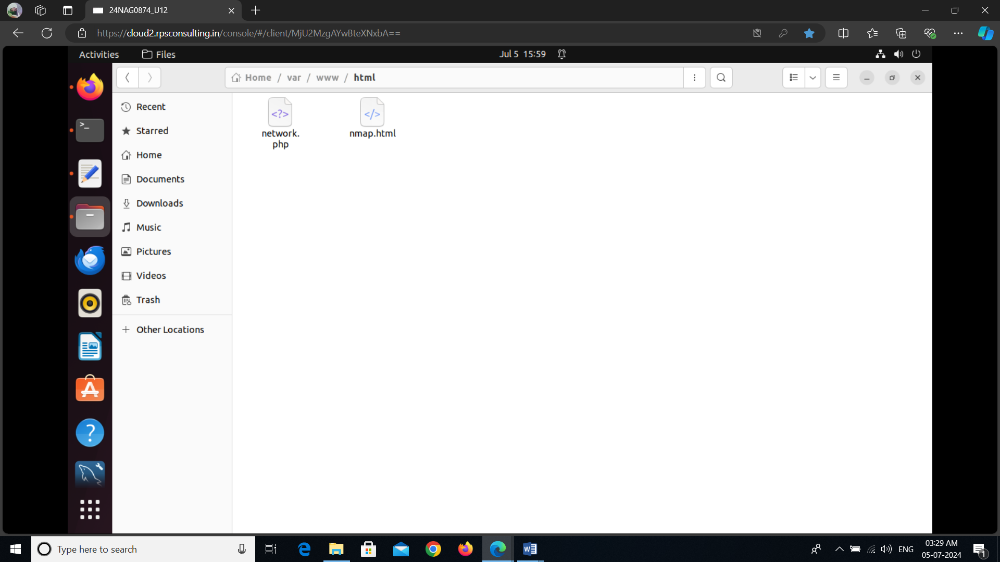 24NAG0874_U12
https://cloud2.rpsconsulting.in/console/#/client/MjU2MzgAYwBteXNxbA==
Activities Files Jul 5 15:59
Home / var / www / html
Recent
Starred
Home
Documents
Downloads
Music
Pictures
Videos
Trash
Other Locations
<?>
network.
php
</>
nmap.html
Type here to search
ENG
03:29 AM
05-07-2024
1